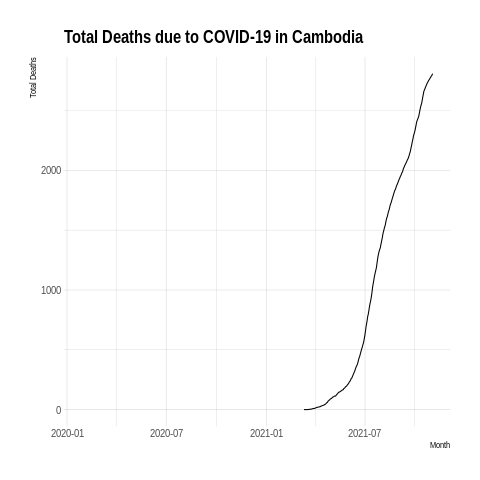 Total Deaths due to COVID-19 in Cambodia
Total Deaths
2000
1000
0
2020-01 2020-07 2021-01 2021-07
Month